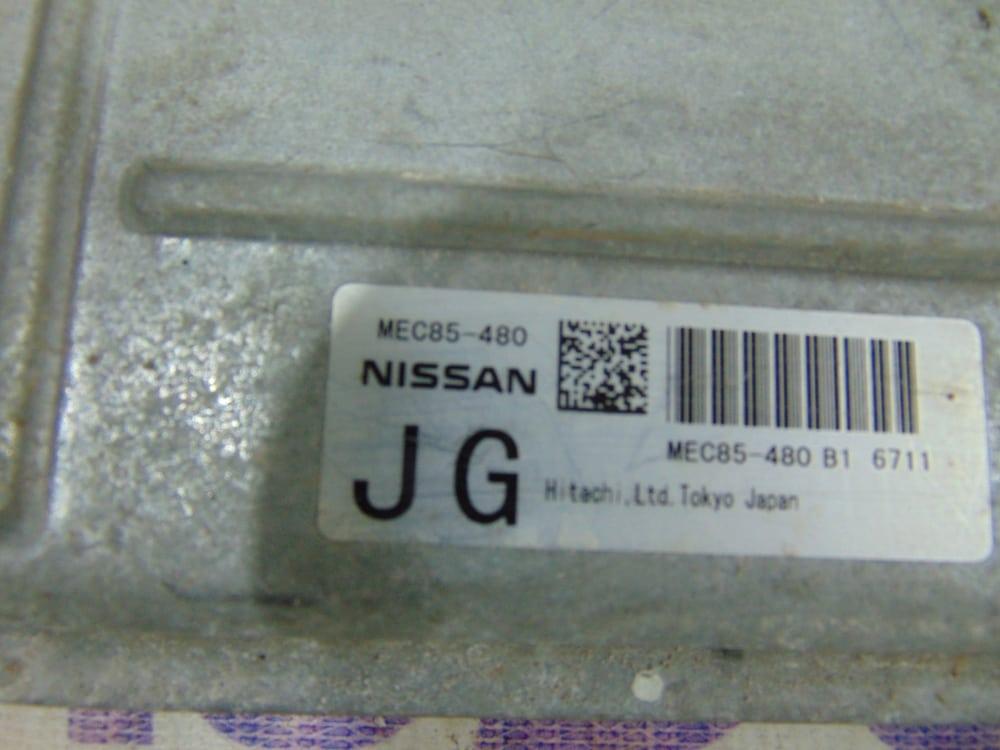 MEC85-480
NISSAN
JG
MEC85-480 B1 6711
Hitachi,Ltd.Tokyo Japan